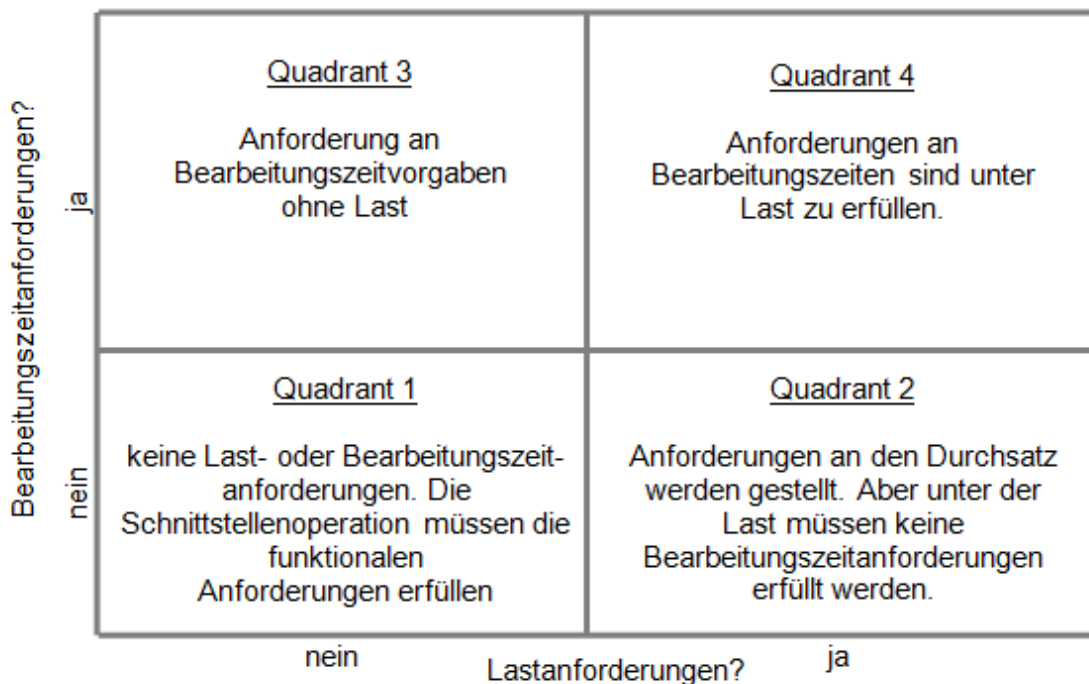 Bearbeitungszeitanforderungen?
ja
nein
Quadrant 3
Anforderung an
Bearbeitungszeitvorgaben
ohne Last
Quadrant 4
Anforderungen an
Bearbeitungszeiten sind unter
Last zu erfüllen.
Quadrant 1
keine Last- oder Bearbeitungszeit-
anforderungen. Die
Schnittstellenoperation müssen die
funktionalen
Anforderungen erfüllen
Quadrant 2
Anforderungen an den Durchsatz
werden gestellt. Aber unter der
Last müssen keine
Bearbeitungszeitanforderungen
erfüllt werden.
nein
Lastanforderungen?
ja